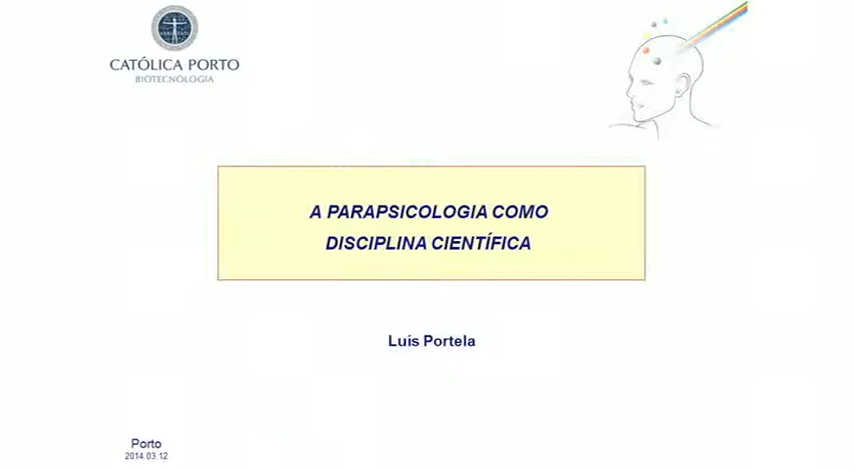 CATÓLICA PORTO
BIOTECNOLOGIA
A PARAPSICOLOGIA COMO
DISCIPLINA CIENTÍFICA
Luís Portela
Porto
2014.03.12